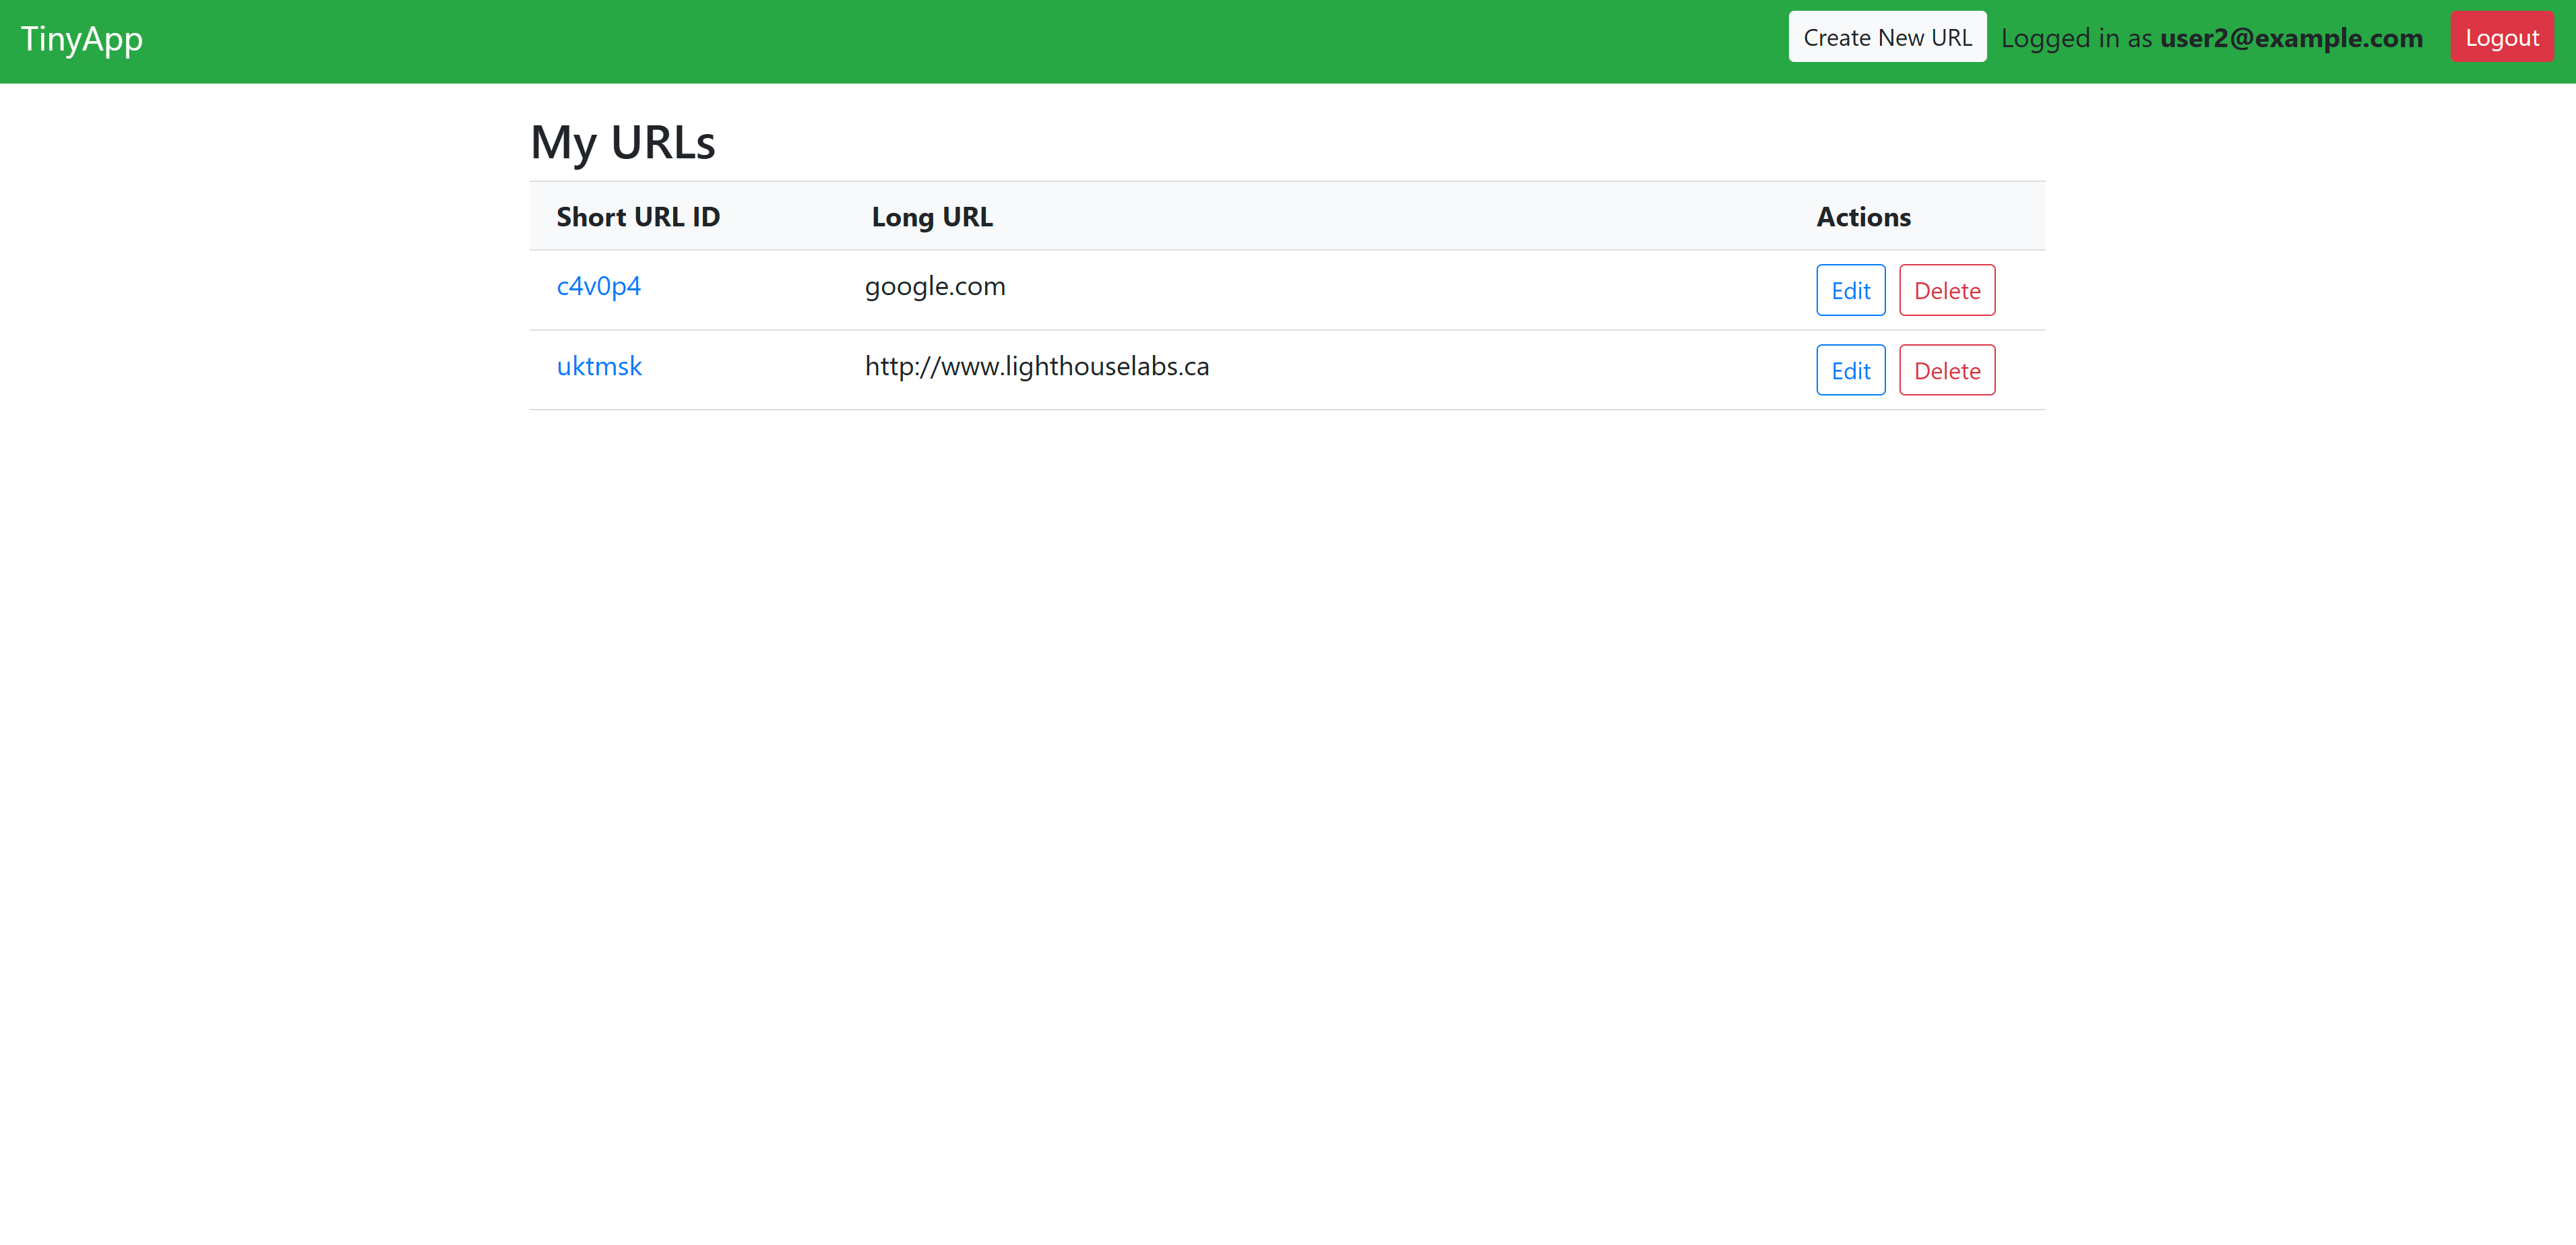 TinyApp Create New URL Logged in as user2@example.com Logout
My URLs
Short URL ID Long URL Actions
c4v0p4 google.com Edit Delete
uktmsk http://www.lighthouselabs.ca Edit Delete